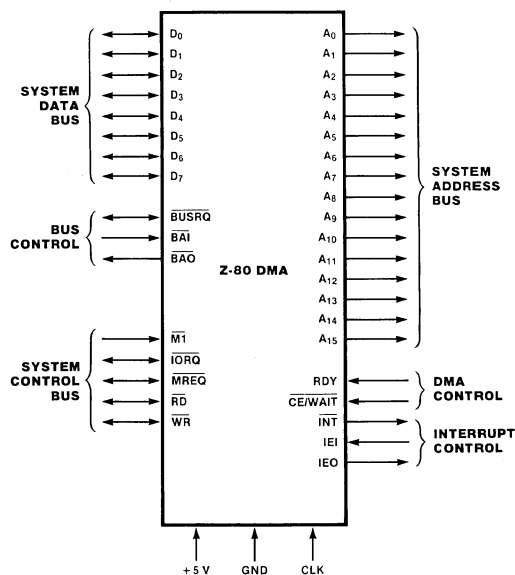 D0
D1
D2
D3
D4
D5
D6
D7
SYSTEM
DATA
BUS
BUSRQ
BAI
BAO
BUS
CONTROL
M1
IORQ
MREQ
RD
WR
SYSTEM
CONTROL
BUS
Z-80 DMA
A0
A1
A2
A3
A4
A5
A6
A7
A8
A9
A10
A11
A12
A13
A14
A15
SYSTEM
ADDRESS
BUS
RDY
CE/WAIT
DMA
CONTROL
INT
IEI
IEO
INTERRUPT
CONTROL
+5 V
GND
CLK